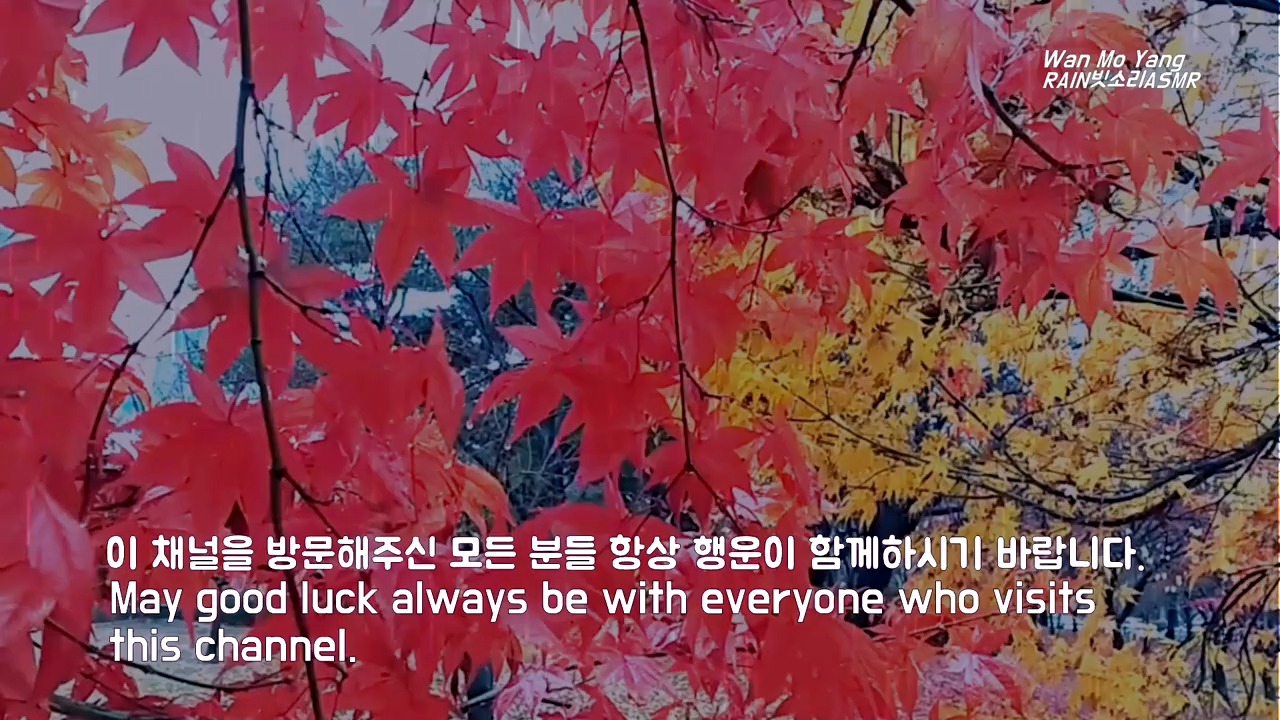 Wan Mo Yang
RAIN빗소리ASMR
이 채널을 방문해주신 모든 분들 항상 행운이 함께하시기 바랍니다.
May good luck always be with everyone who visits
this channel.